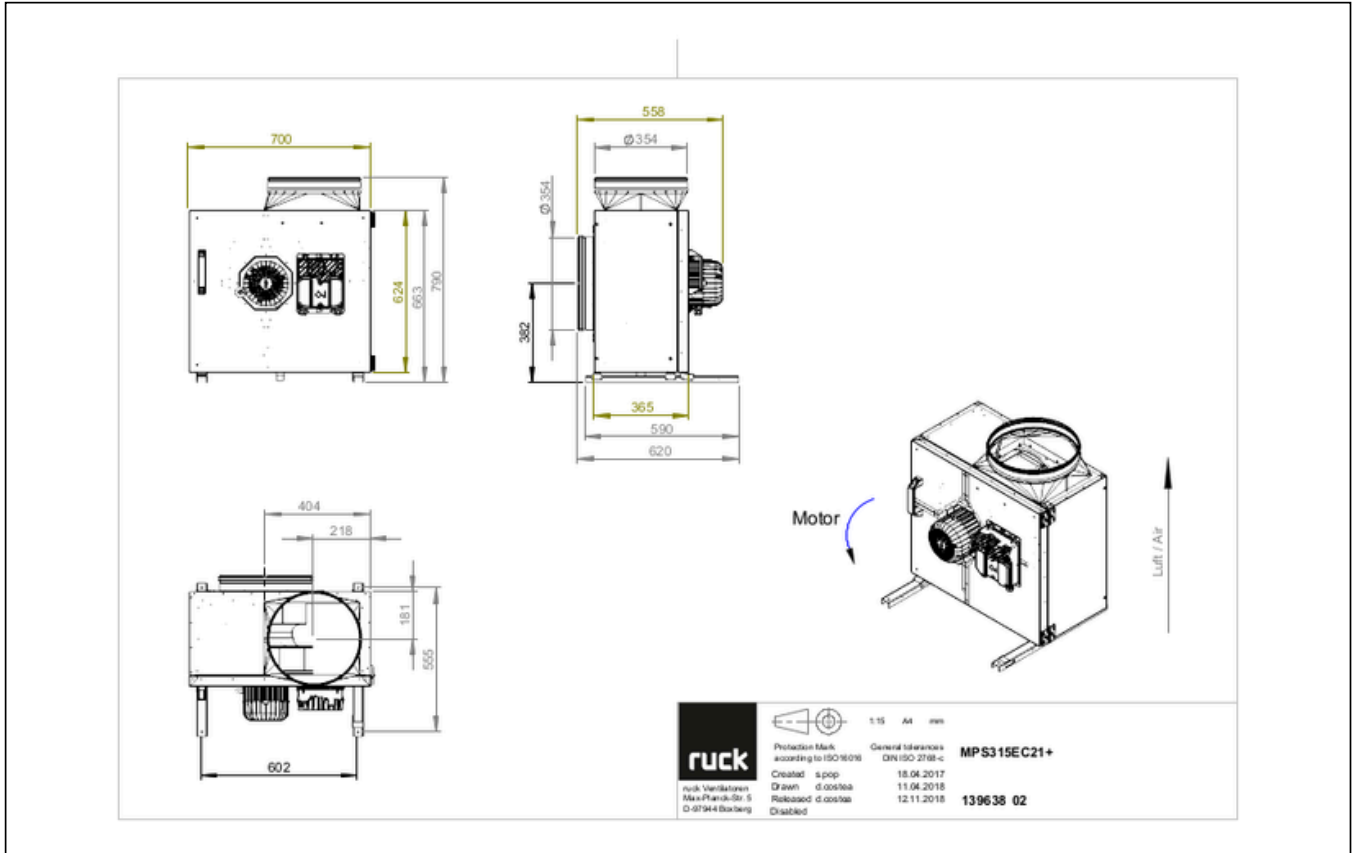 558
700
Ø354
Ø354
624
663
790
382
365
590
620
404
218
Motor
Luft / Air
181
555
602
ruck
1:15 A4 mm
Protection Mark
according to ISO16016
General tolerances
DIN ISO 2768-c
MPS315EC21+
Created s.pop 18.04.2017
Drawn d.costea 11.04.2018
Released d.costea 12.11.2018
Disabled
139638 02
ruck Ventilatoren
Max-Planck-Str. 5
D-97944 Boxberg